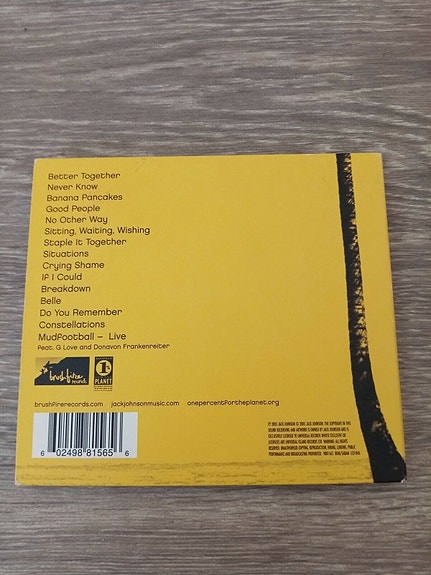 Better Together
Never Know
Banana Pancakes
Good People
No Other Way
Sitting, Waiting, Wishing
Staple It Together
Situations
Crying Shame
If I Could
Breakdown
Belle
Do You Remember
Constellations
Mudfootball – Live
feat. G Love and Donavon Frankenreiter
brushfire
records
1%
PLANET
brushfirerecords.com jackjohnsonmusic.com onepercentfortheplanet.org
6 02498 81565 6